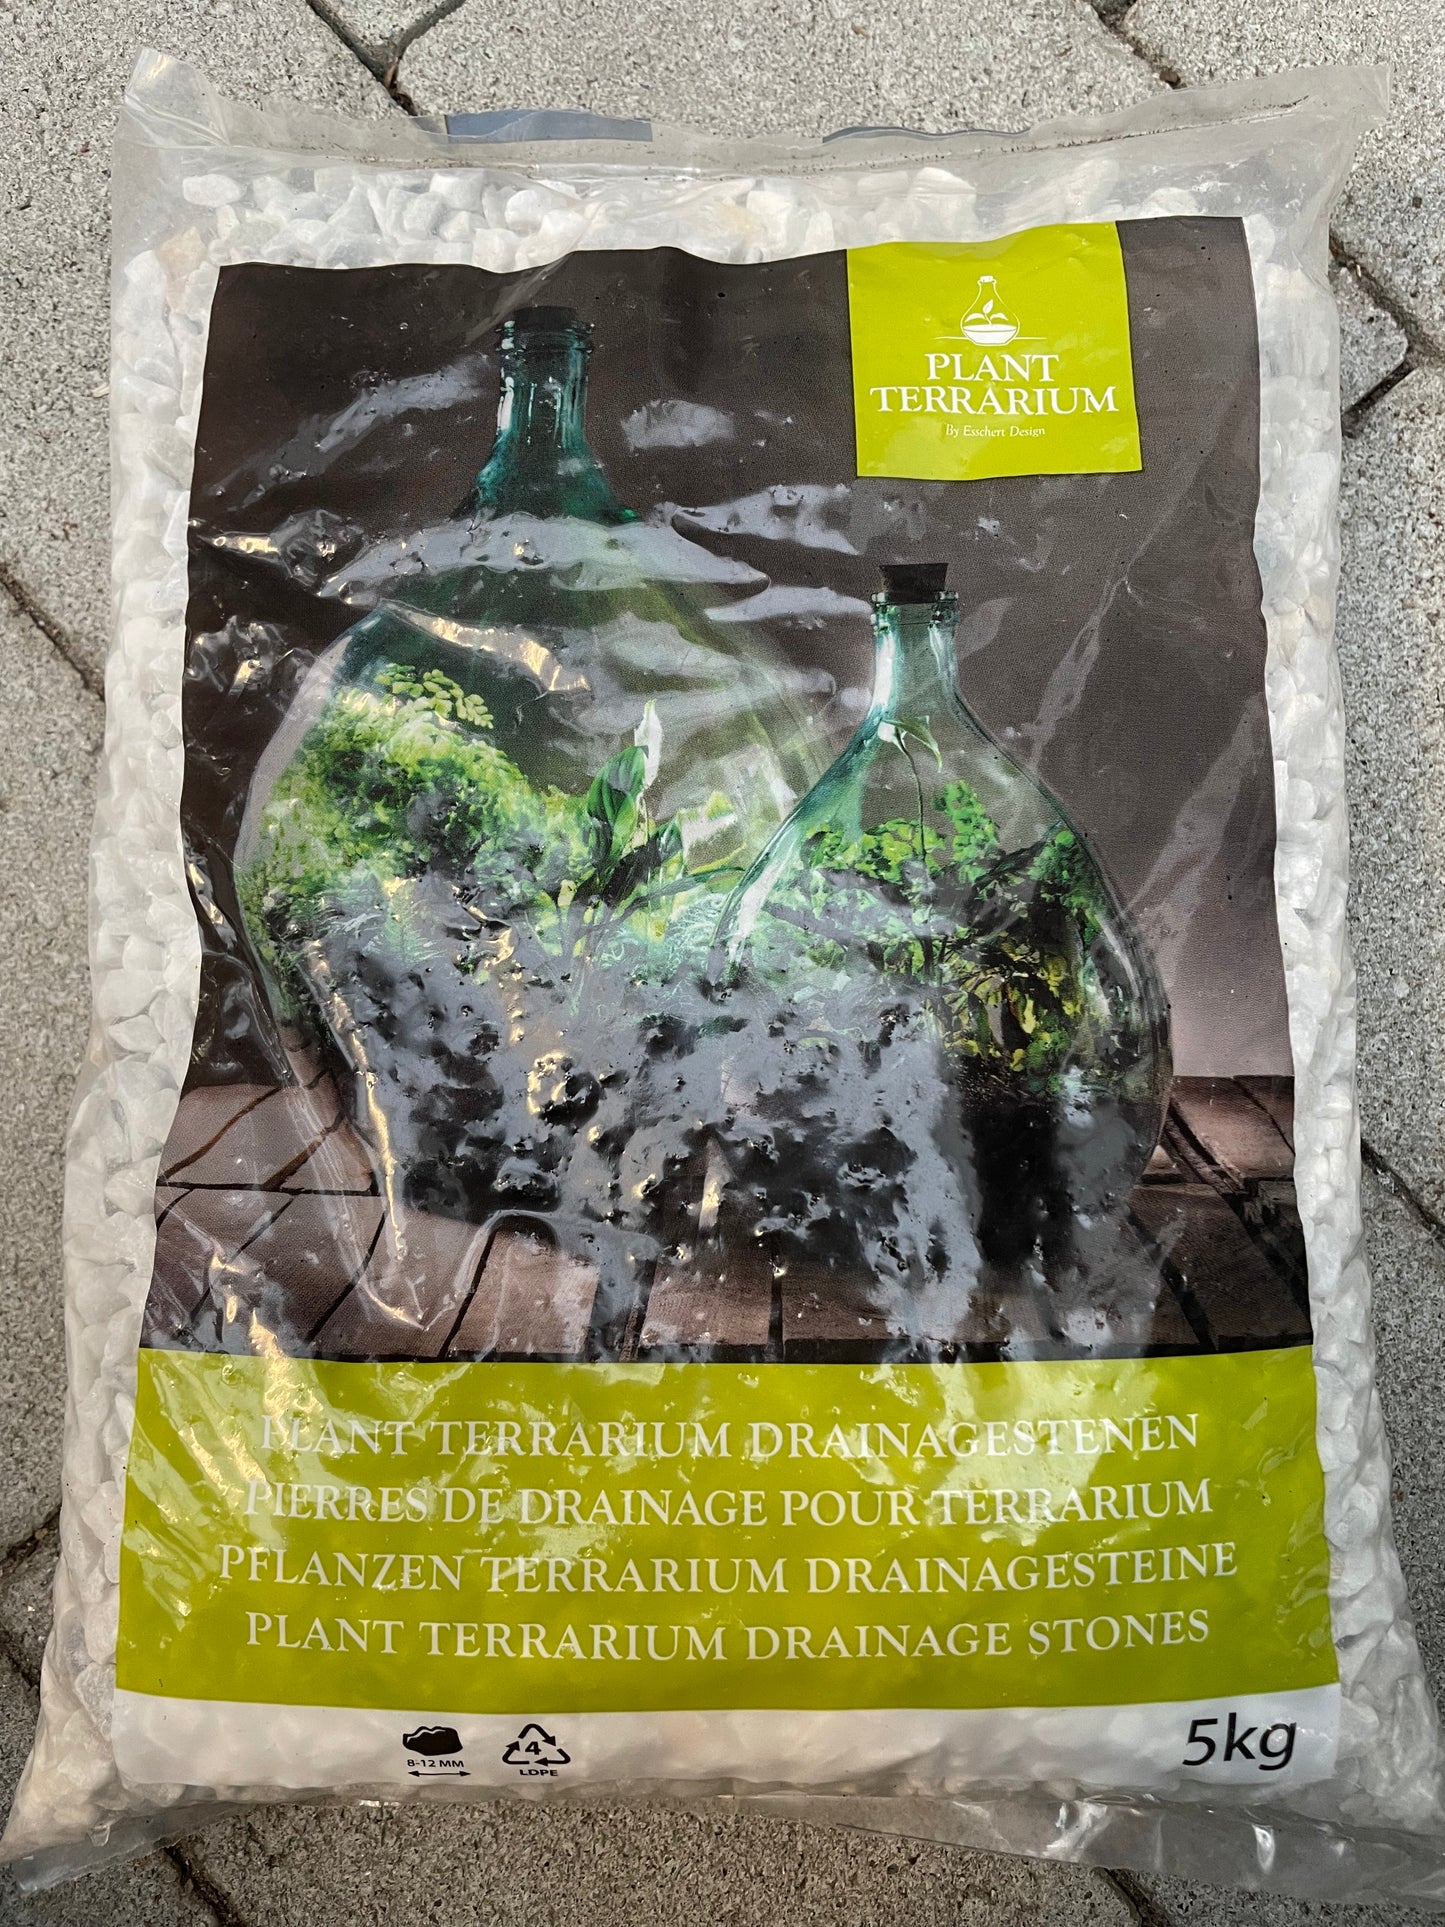 PLANT
TERRARIUM
By Esschert Design
PLANT TERRARIUM DRAINAGESTENEN
PIERRES DE DRAINAGE POUR TERRARIUM
PFLANZEN TERRARIUM DRAINAGESTEINE
PLANT TERRARIUM DRAINAGE STONES
8-12 MM
4
LDPE
5kg